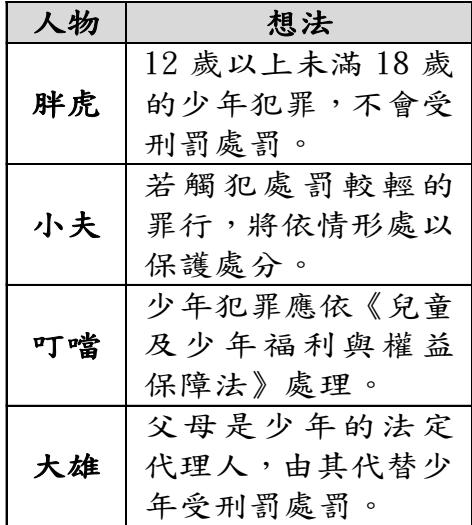 人物 想法
胖虎
12 歲以上未滿 18 歲
的少年犯罪,不會受
刑罰處罰。
小夫
若觸犯處罰較輕的
罪行,將依情形處以
保護處分。
叮噹
少年犯罪應依《兒童
及少年福利與權益
保障法》處理。
大雄
父母是少年的法定
代理人,由其代替少
年受刑罰處罰。